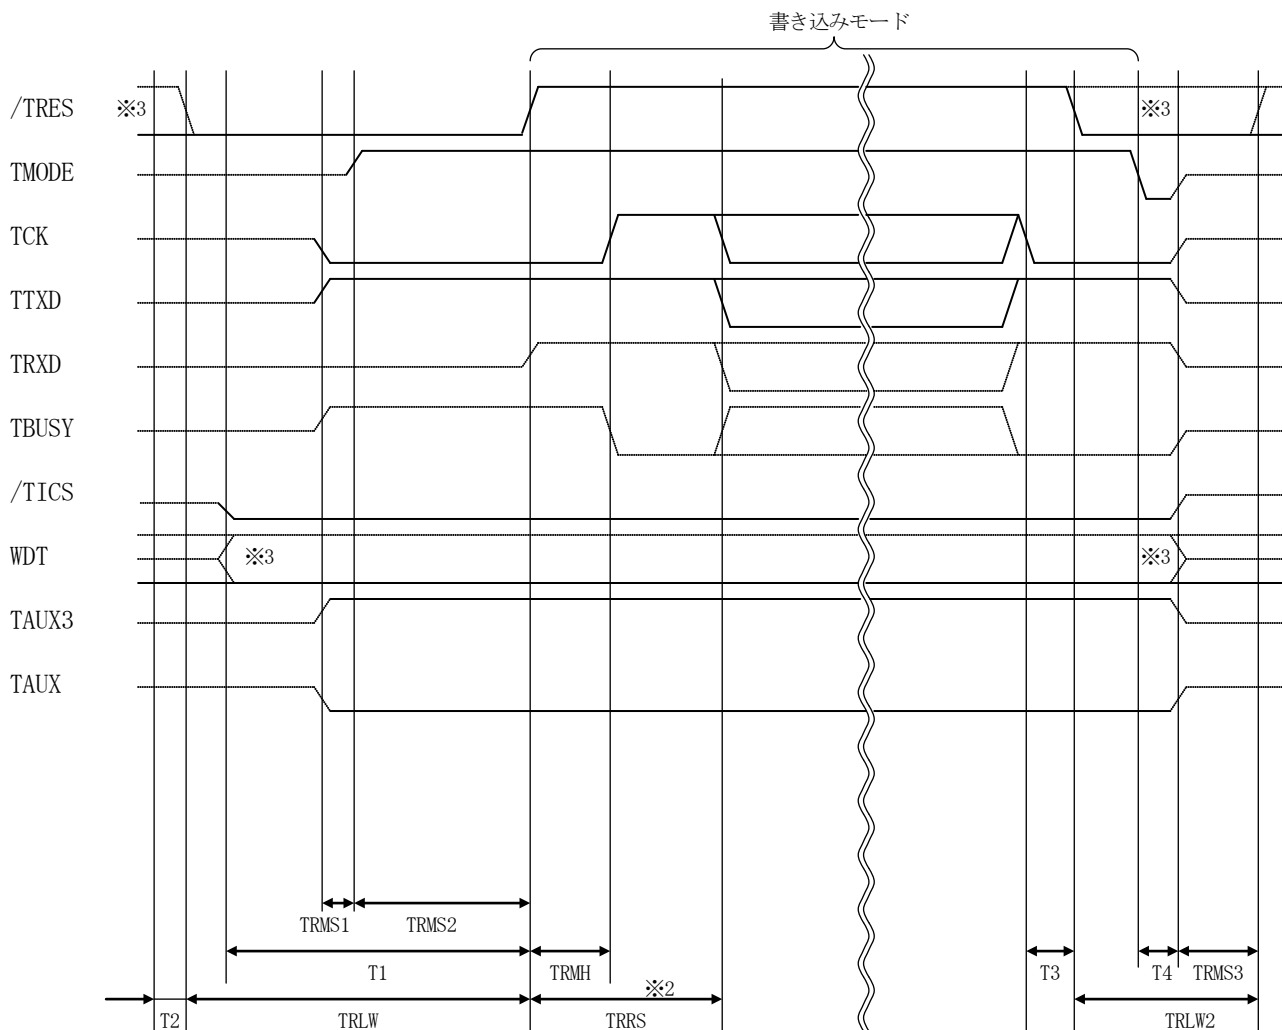 書き込みモード
/TRES ※3 ※3
TMODE
TCK
TTXD
TRXD
TBUSY
/TICS
WDT ※3 ※3
TAUX3
TAUX
TRMS1 TRMS2
T1 TRMH T3 T4 TRMS3
※2
T2 TRLW TRRS TRLW2